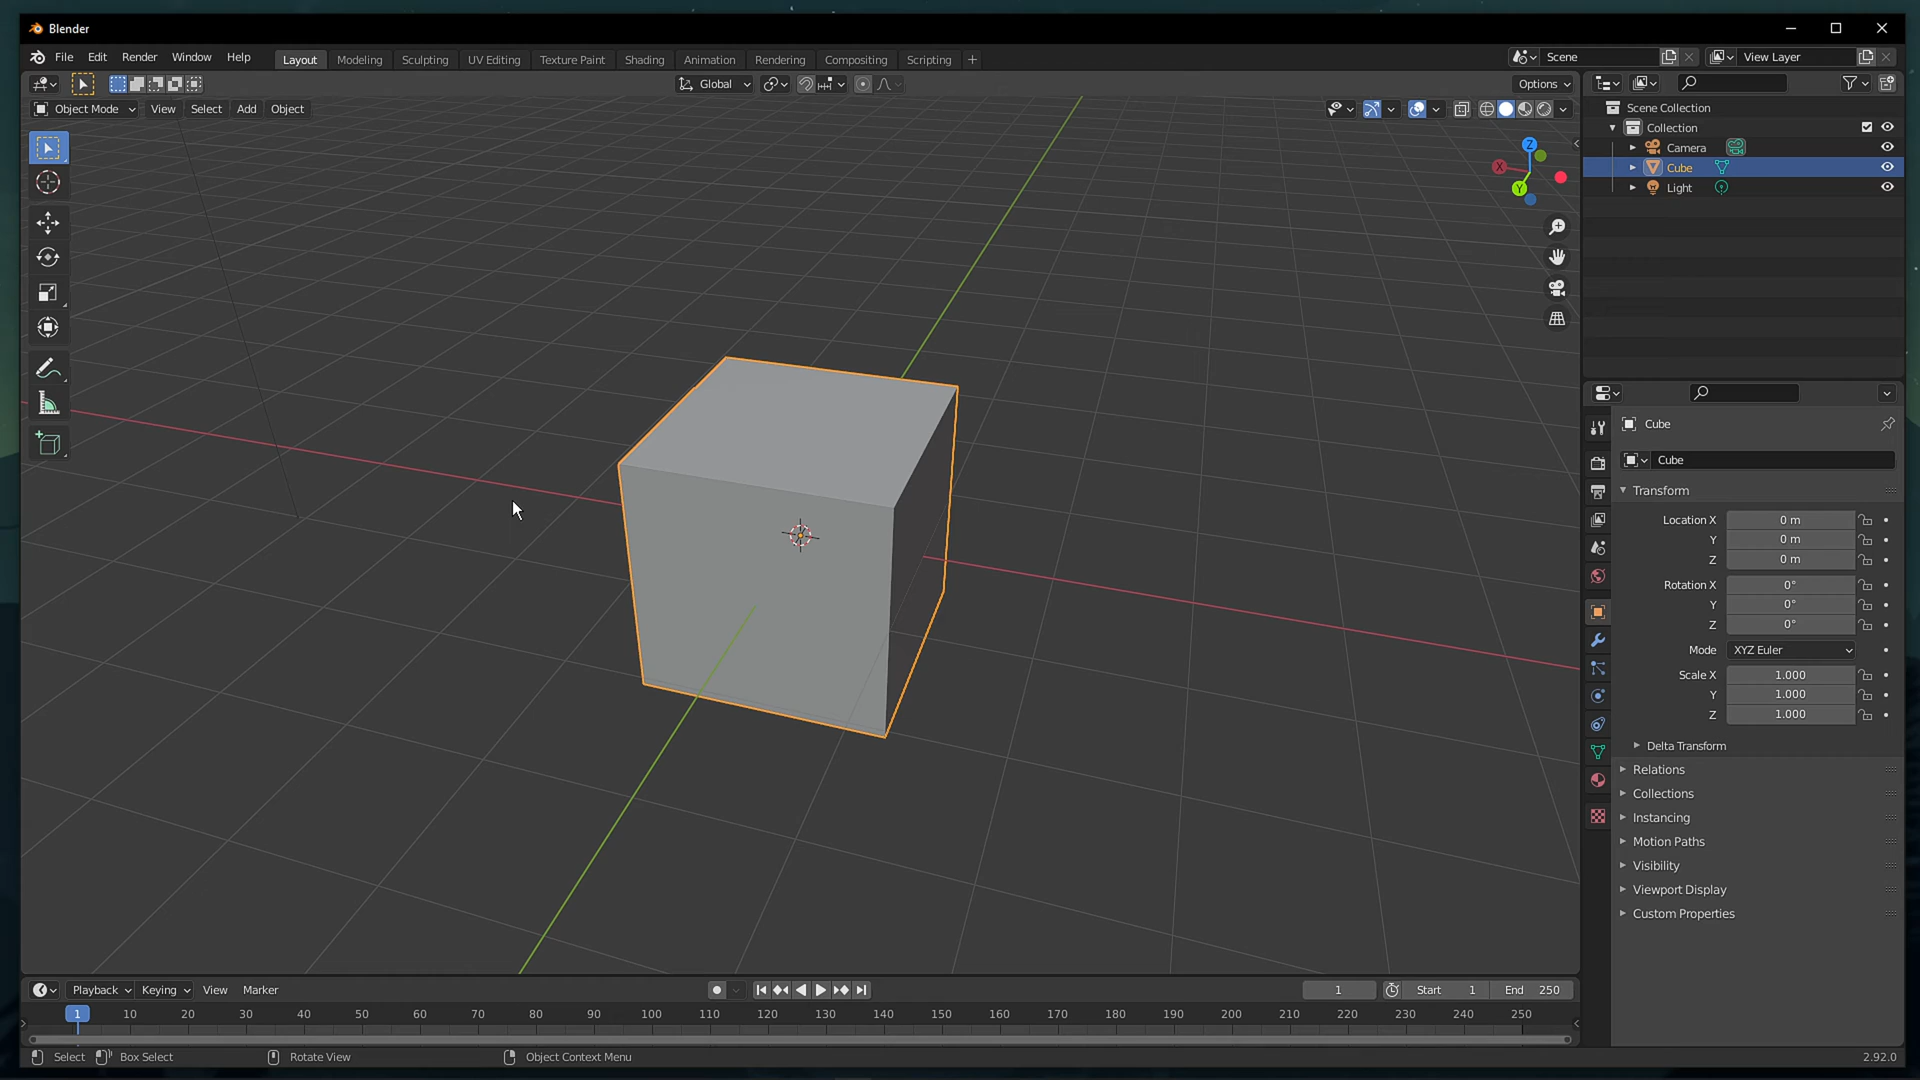 Blender
File Edit Render Window Help Layout Modeling Sculpting UV Editing Texture Paint Shading Animation Rendering Compositing Scripting + Scene View Layer
Global Options
Object Mode View Select Add Object
Z
X
Y
Scene Collection
Collection
Camera
Cube
Light
Cube
Cube
Transform
Location X 0 m
Y 0 m
Z 0 m
Rotation X 0°
Y 0°
Z 0°
Mode XYZ Euler
Scale X 1.000
Y 1.000
Z 1.000
Delta Transform
Relations
Collections
Instancing
Motion Paths
Visibility
Viewport Display
Custom Properties
Playback Keying View Marker 1 Start 1 End 250
1 10 20 30 40 50 60 70 80 90 100 110 120 130 140 150 160 170 180 190 200 210 220 230 240 250
Select Box Select Rotate View Object Context Menu 2.92.0